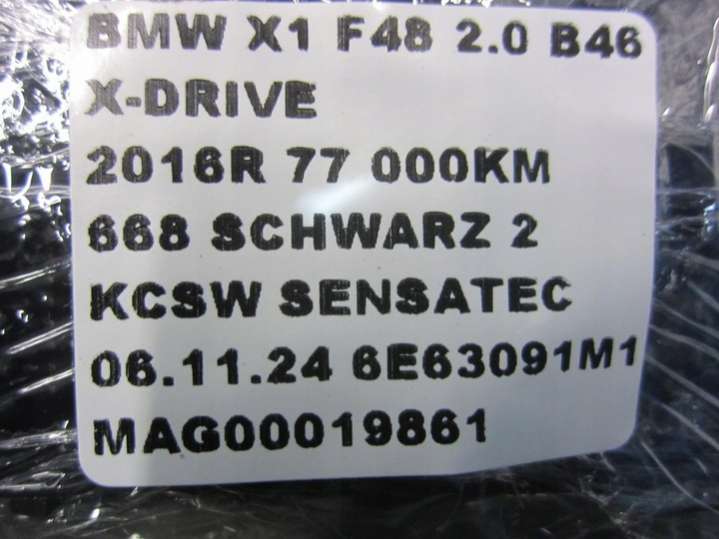 BMW X1 F48 2.0 B46
X-DRIVE
2016R 77 000KM
668 SCHWARZ 2
KCSW SENSATEC
06.11.24 6E63091M1
MAG00019861